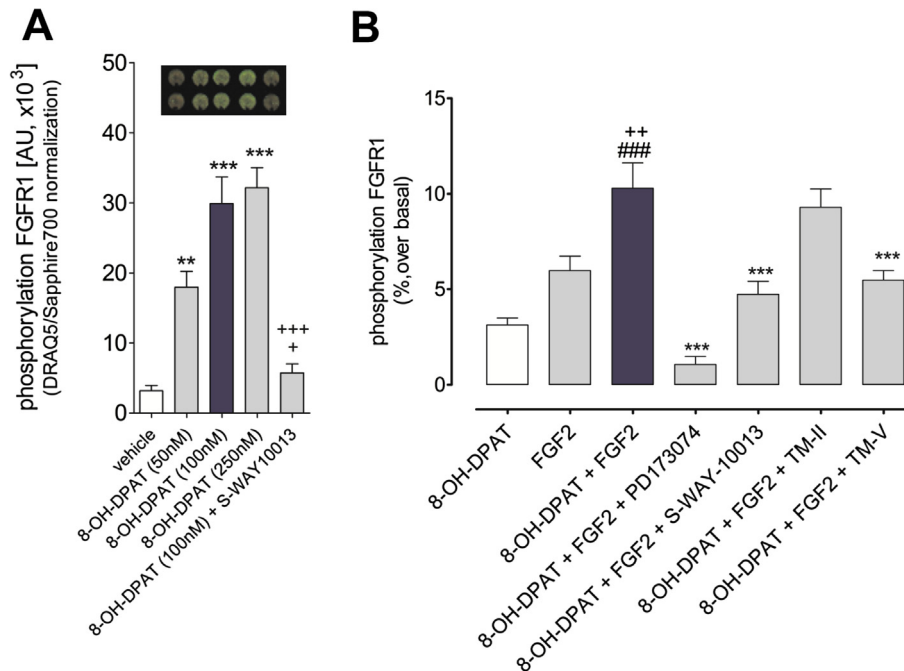 A
phosphorylation FGFR1 [AU, x10³]
(DRAQ5/Sapphire700 normalization)
50
40
30
20
10
0
**
***
***
+++
+
vehicle
8-OH-DPAT (50nM)
8-OH-DPAT (100nM)
8-OH-DPAT (250nM)
8-OH-DPAT (100nM) + S-WAY10013
B
phosphorylation FGFR1
(%,over basal)
15
10
5
0
++
###
***
***
***
8-OH-DPAT
FGF2
8-OH-DPAT + FGF2
8-OH-DPAT + FGF2 + PD173074
8-OH-DPAT + FGF2 + S-WAY-10013
8-OH-DPAT + FGF2 + TM-II
8-OH-DPAT + FGF2 + TM-V